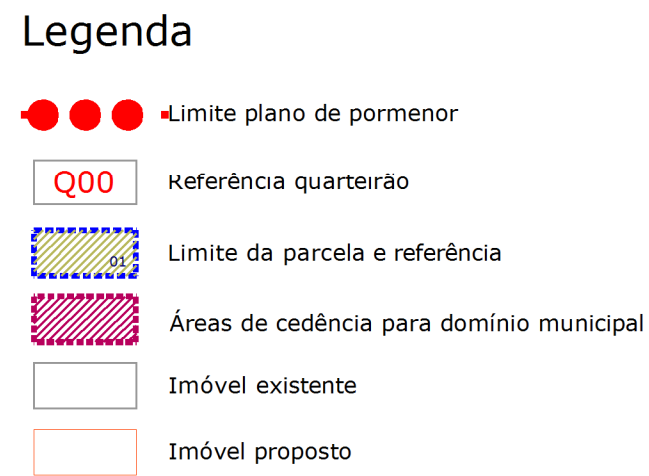 Legenda
Limite plano de pormenor
Q00
Referência quarteirão
01
Limite da parcela e referência
Áreas de cedência para domínio municipal
Imóvel existente
Imóvel proposto